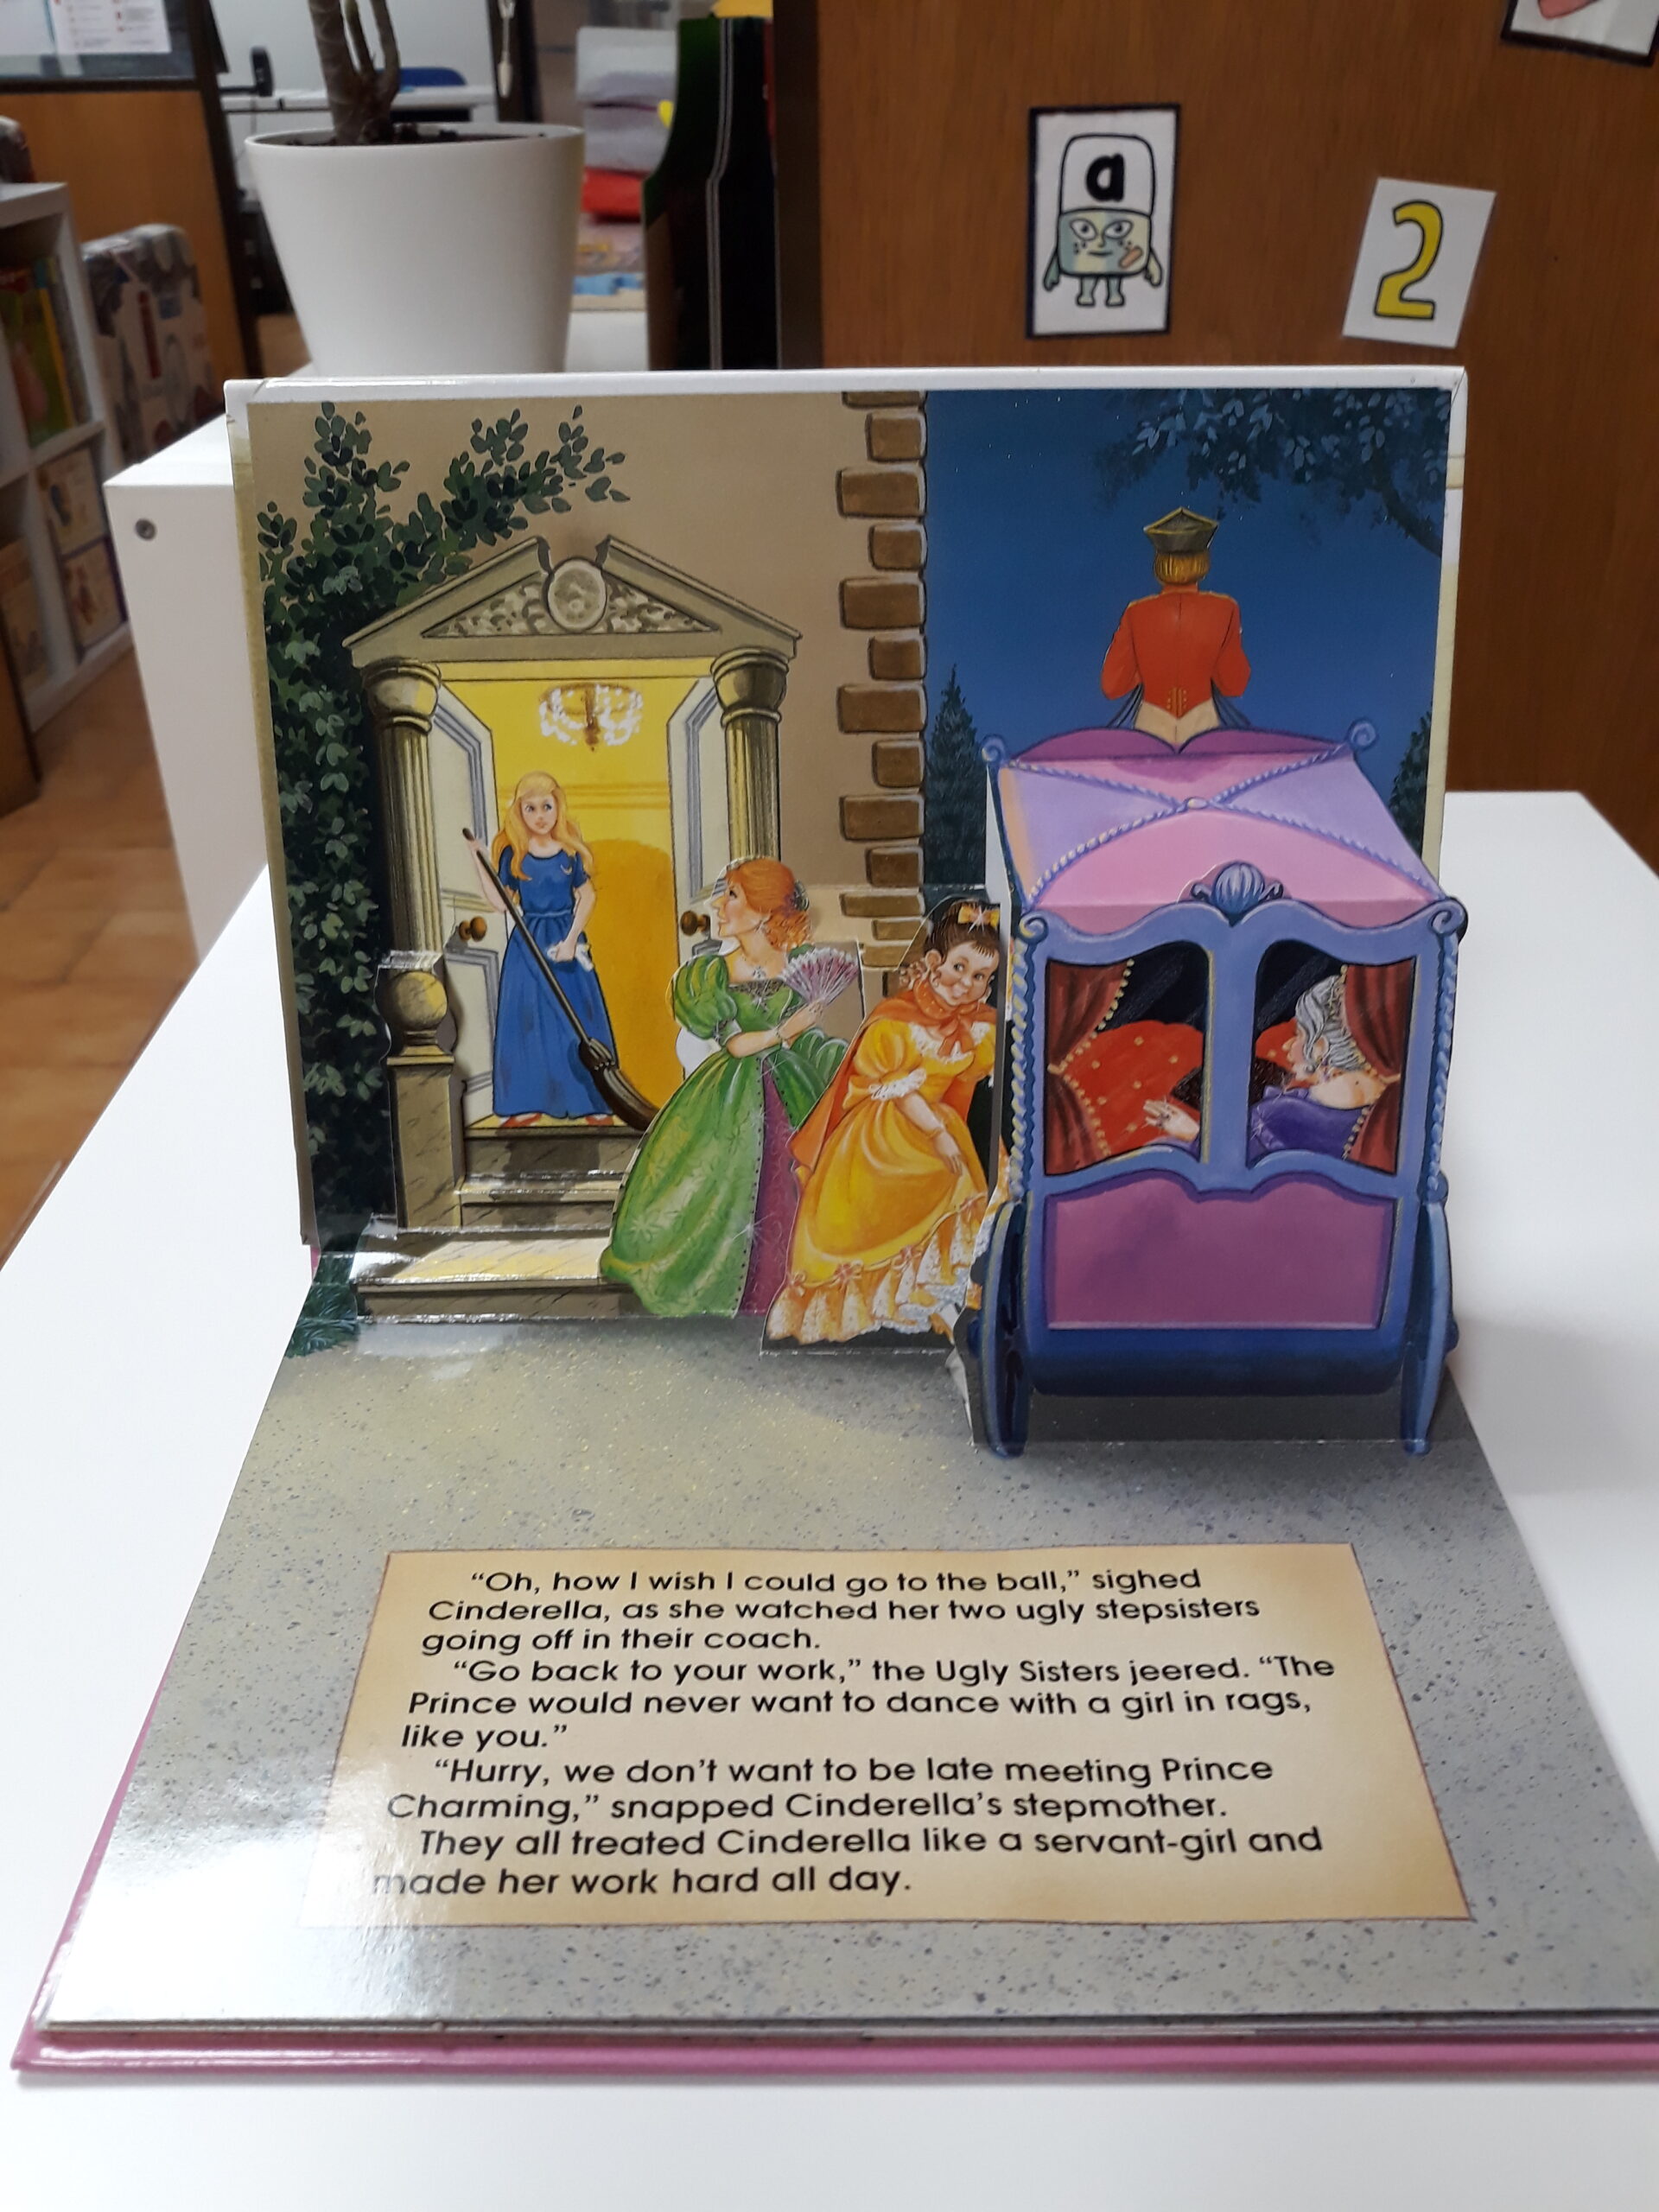 a
2
“Oh, how I wish I could go to the ball,” sighed
Cinderella, as she watched her two ugly stepsisters
going off in their coach.
“Go back to your work,” the Ugly Sisters jeered. “The
Prince would never want to dance with a girl in rags,
like you.”
“Hurry, we don’t want to be late meeting Prince
Charming,” snapped Cinderella’s stepmother.
They all treated Cinderella like a servant-girl and
made her work hard all day.